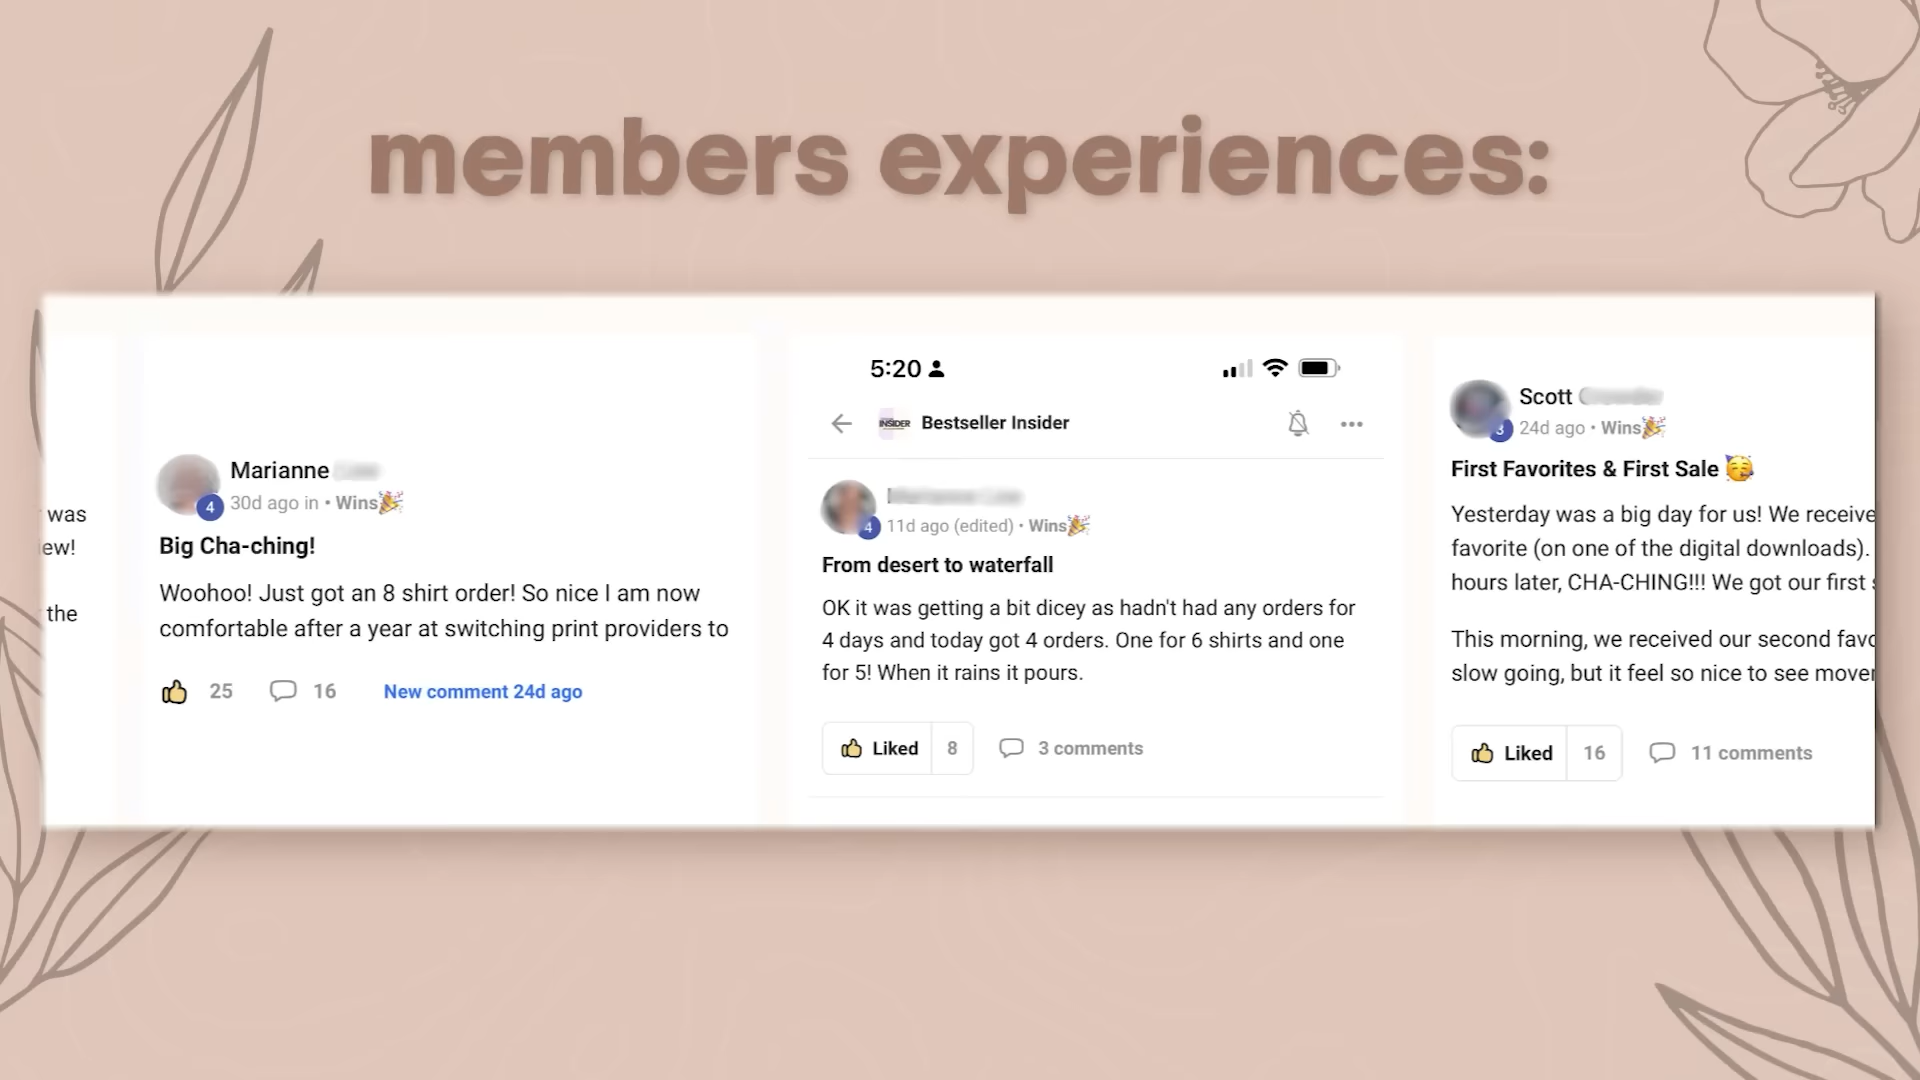 members experiences:
was
iew!
the
Marianne
4
30d ago in • Wins🎉
Big Cha-ching!
Woohoo! Just got an 8 shirt order! So nice I am now
comfortable after a year at switching print providers to
25 16 New comment 24d ago
5:20
INSIDER Bestseller Insider
4
11d ago (edited) • Wins🎉
From desert to waterfall
OK it was getting a bit dicey as hadn't had any orders for
4 days and today got 4 orders. One for 6 shirts and one
for 5! When it rains it pours.
Liked 8 3 comments
Scott
3
24d ago • Wins🎉
First Favorites & First Sale 🥳
Yesterday was a big day for us! We receive
favorite (on one of the digital downloads).
hours later, CHA-CHING!!! We got our first
This morning, we received our second favo
slow going, but it feel so nice to see mover
Liked 16 11 comments